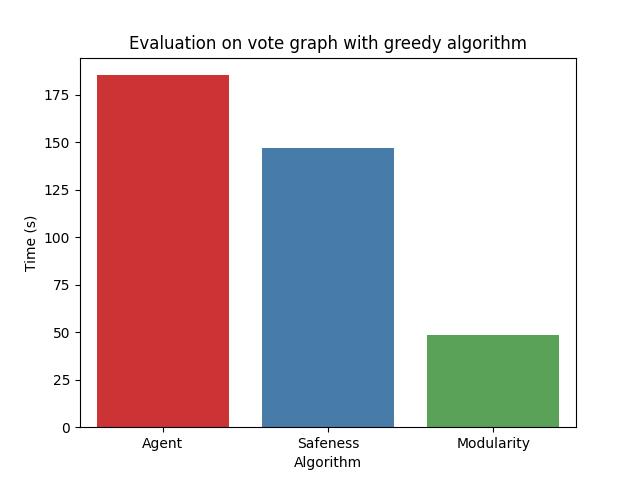 Evaluation on vote graph with greedy algorithm
Time (s)
175
150
125
100
75
50
25
0
Agent Safeness Modularity
Algorithm